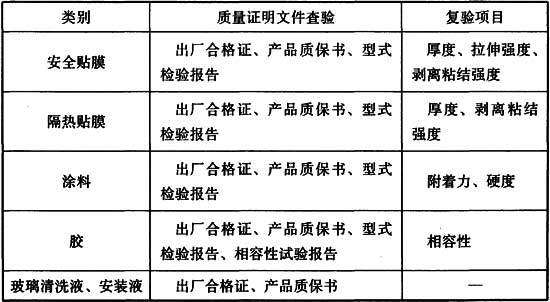 类别 质量证明文件查验 复验项目
安全贴膜 出厂合格证、产品质保书、型式检验报告 厚度、拉伸强度、剥离粘结强度
隔热贴膜 出厂合格证、产品质保书、型式检验报告 厚度、剥离粘结强度
涂料 出厂合格证、产品质保书、型式检验报告 附着力、硬度
胶 出厂合格证、产品质保书、型式检验报告、相容性试验报告 相容性
玻璃清洗液、安装液 出厂合格证、产品质保书 —